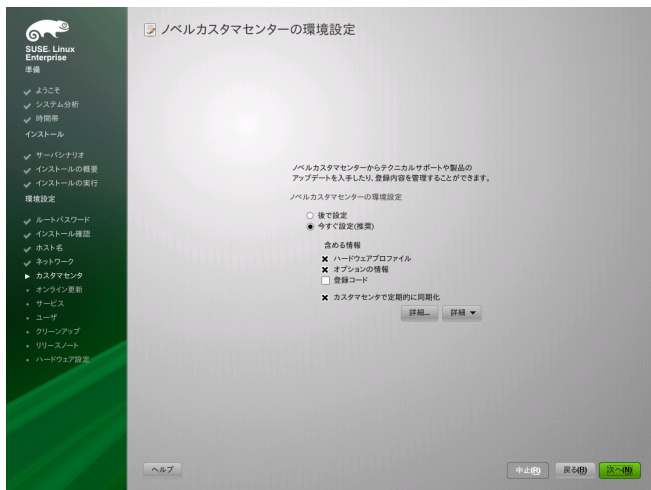 SUSE. Linux
Enterprise
準備
ようこそ
システム分析
時間帯
インストール
サーバシナリオ
インストールの概要
インストールの実行
環境設定
ルートパスワード
インストール確認
ホスト名
ネットワーク
カスタマセンタ
オンライン更新
サービス
ユーザ
クリーンアップ
リリースノート
ハードウェア設定
ノベルカスタマセンターの環境設定
ノベルカスタマセンターからテクニカルサポートや製品の
アップデートを入手したり、登録内容を管理することができます。
ノベルカスタマセンターの環境設定
後で設定
今すぐ設定(推奨)
含める情報
ハードウェアプロファイル
オプションの情報
登録コード
カスタマセンタで定期的に同期化
詳細... 詳細
ヘルプ 中止(R) 戻る(B) 次へ(N)